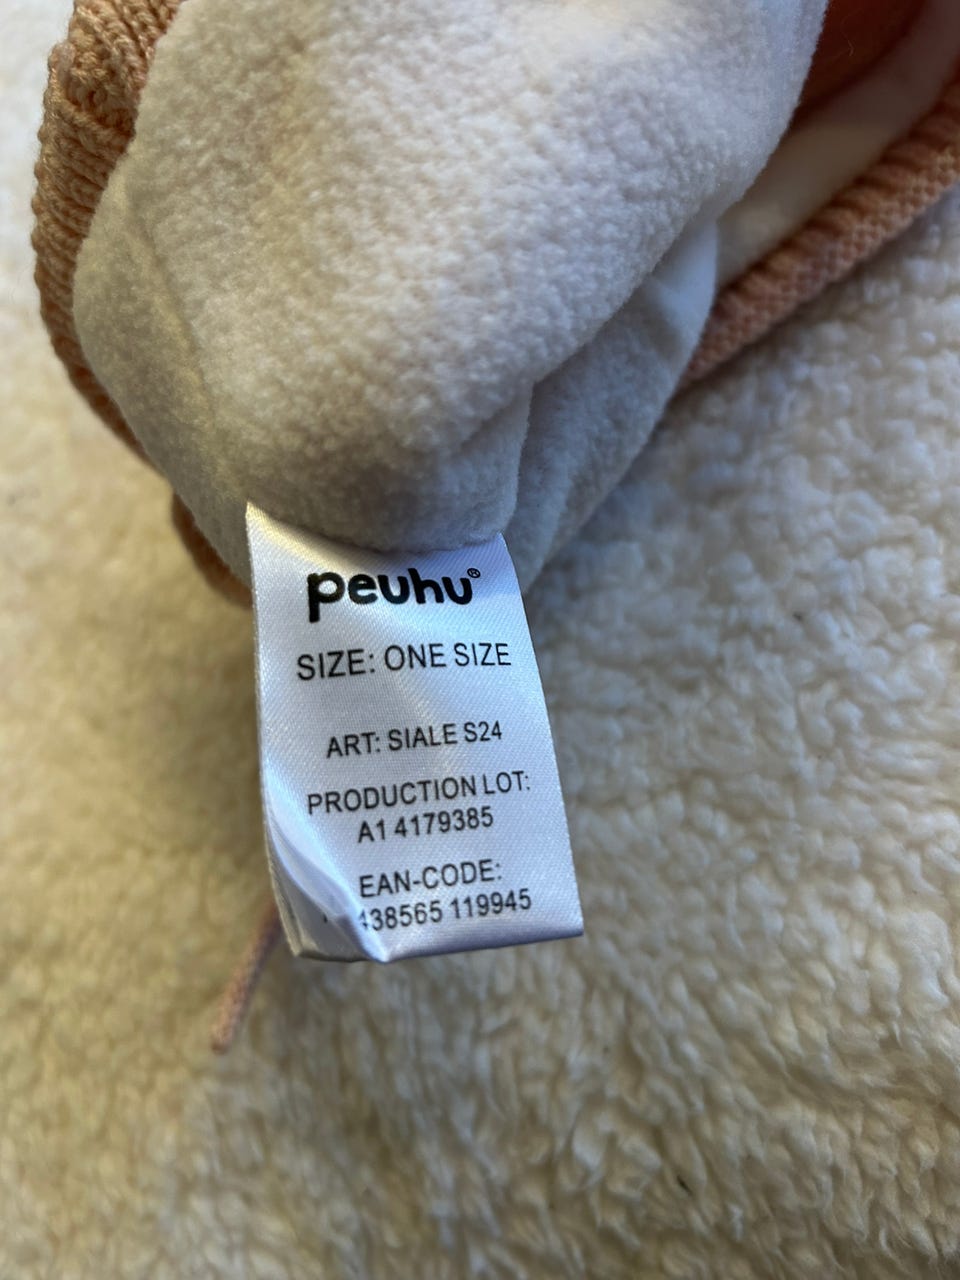 peuhu®
SIZE: ONE SIZE
ART: SIALE S24
PRODUCTION LOT:
A1 4179385
EAN-CODE:
438565 119945